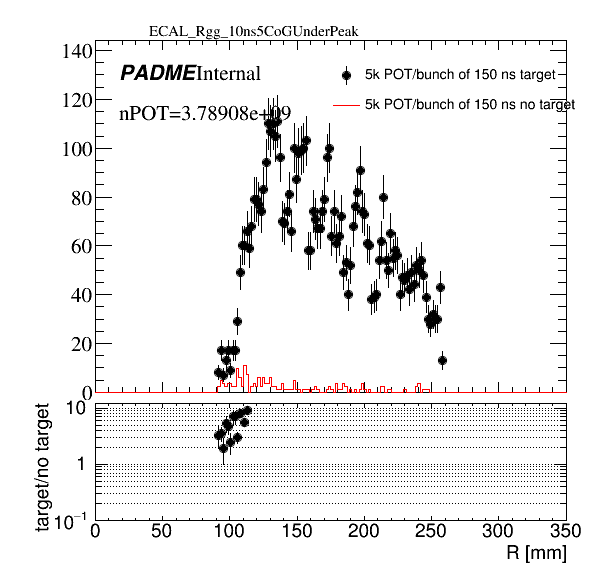 ECAL_Rgg_10ns5CoGUnderPeak
140
PADME Internal
5k POT/bunch of 150 ns target
120
nPOT=3.78908e+09
5k POT/bunch of 150 ns no target
100
80
60
40
20
0
target/no target
10
1
10⁻¹
0 50 100 150 200 250 300 350
R [mm]